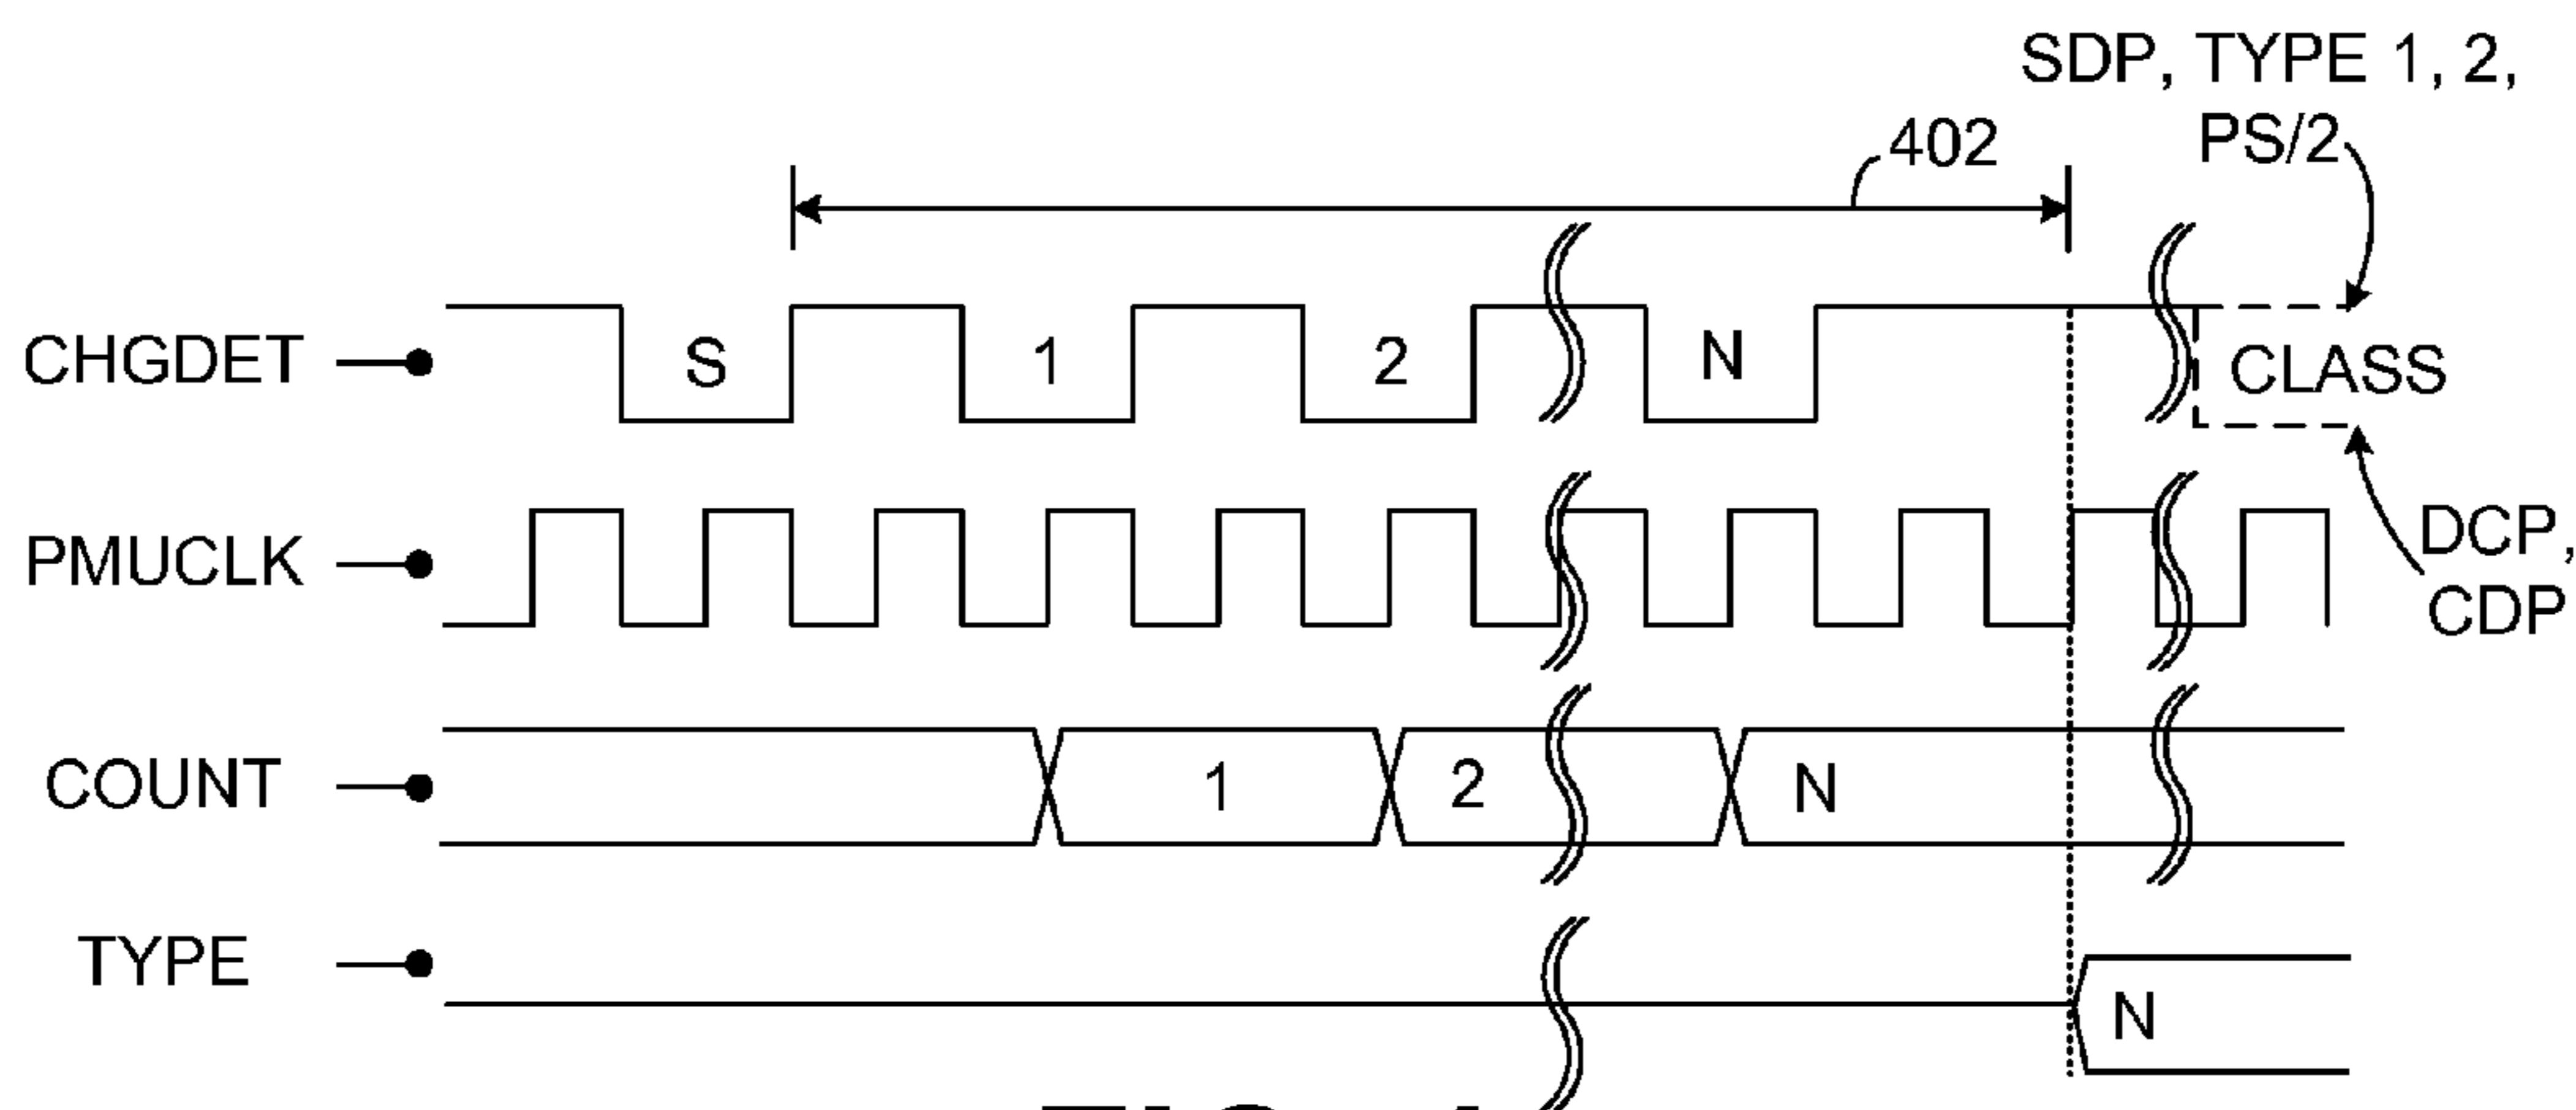 SDP, TYPE 1, 2,
PS/2
402
CHGDET
S
1
2
N
CLASS
PMUCLK
DCP,
CDP
COUNT
1
2
N
TYPE
N